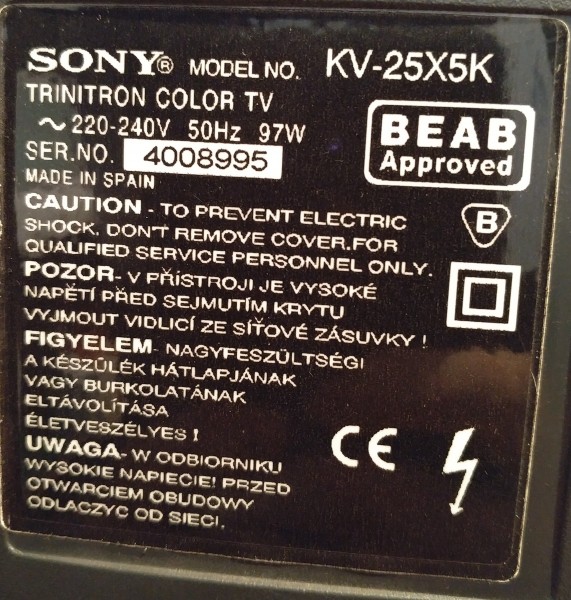 SONY® MODEL NO. KV-25X5K
TRINITRON COLOR TV
~ 220-240V 50Hz 97W
SER.NO. 4008995
MADE IN SPAIN
BEAB
Approved
B
CAUTION - TO PREVENT ELECTRIC
SHOCK, DON'T REMOVE COVER.FOR
QUALIFIED SERVICE PERSONNEL ONLY.
POZOR- V PŘÍSTROJI JE VYSOKÉ
NAPĚTÍ PŘED SEJMUTÍM KRYTU
VYJMOUT VIDLICÍ ZE SÍŤOVÉ ZÁSUVKY !
FIGYELEM- NAGYFESZÜLTSÉG!
A KÉSZÜLÉK HÁTLAPJÁNAK
VAGY BURKOLATÁNAK
ELTÁVOLÍTÁSA
ÉLETVESZÉLYES !
UWAGA- W ODBIORNIKU
WYSOKIE NAPIECIE! PRZED
OTWARCIEM OBUDOWY
ODLACZYC OD SIECI.
CE